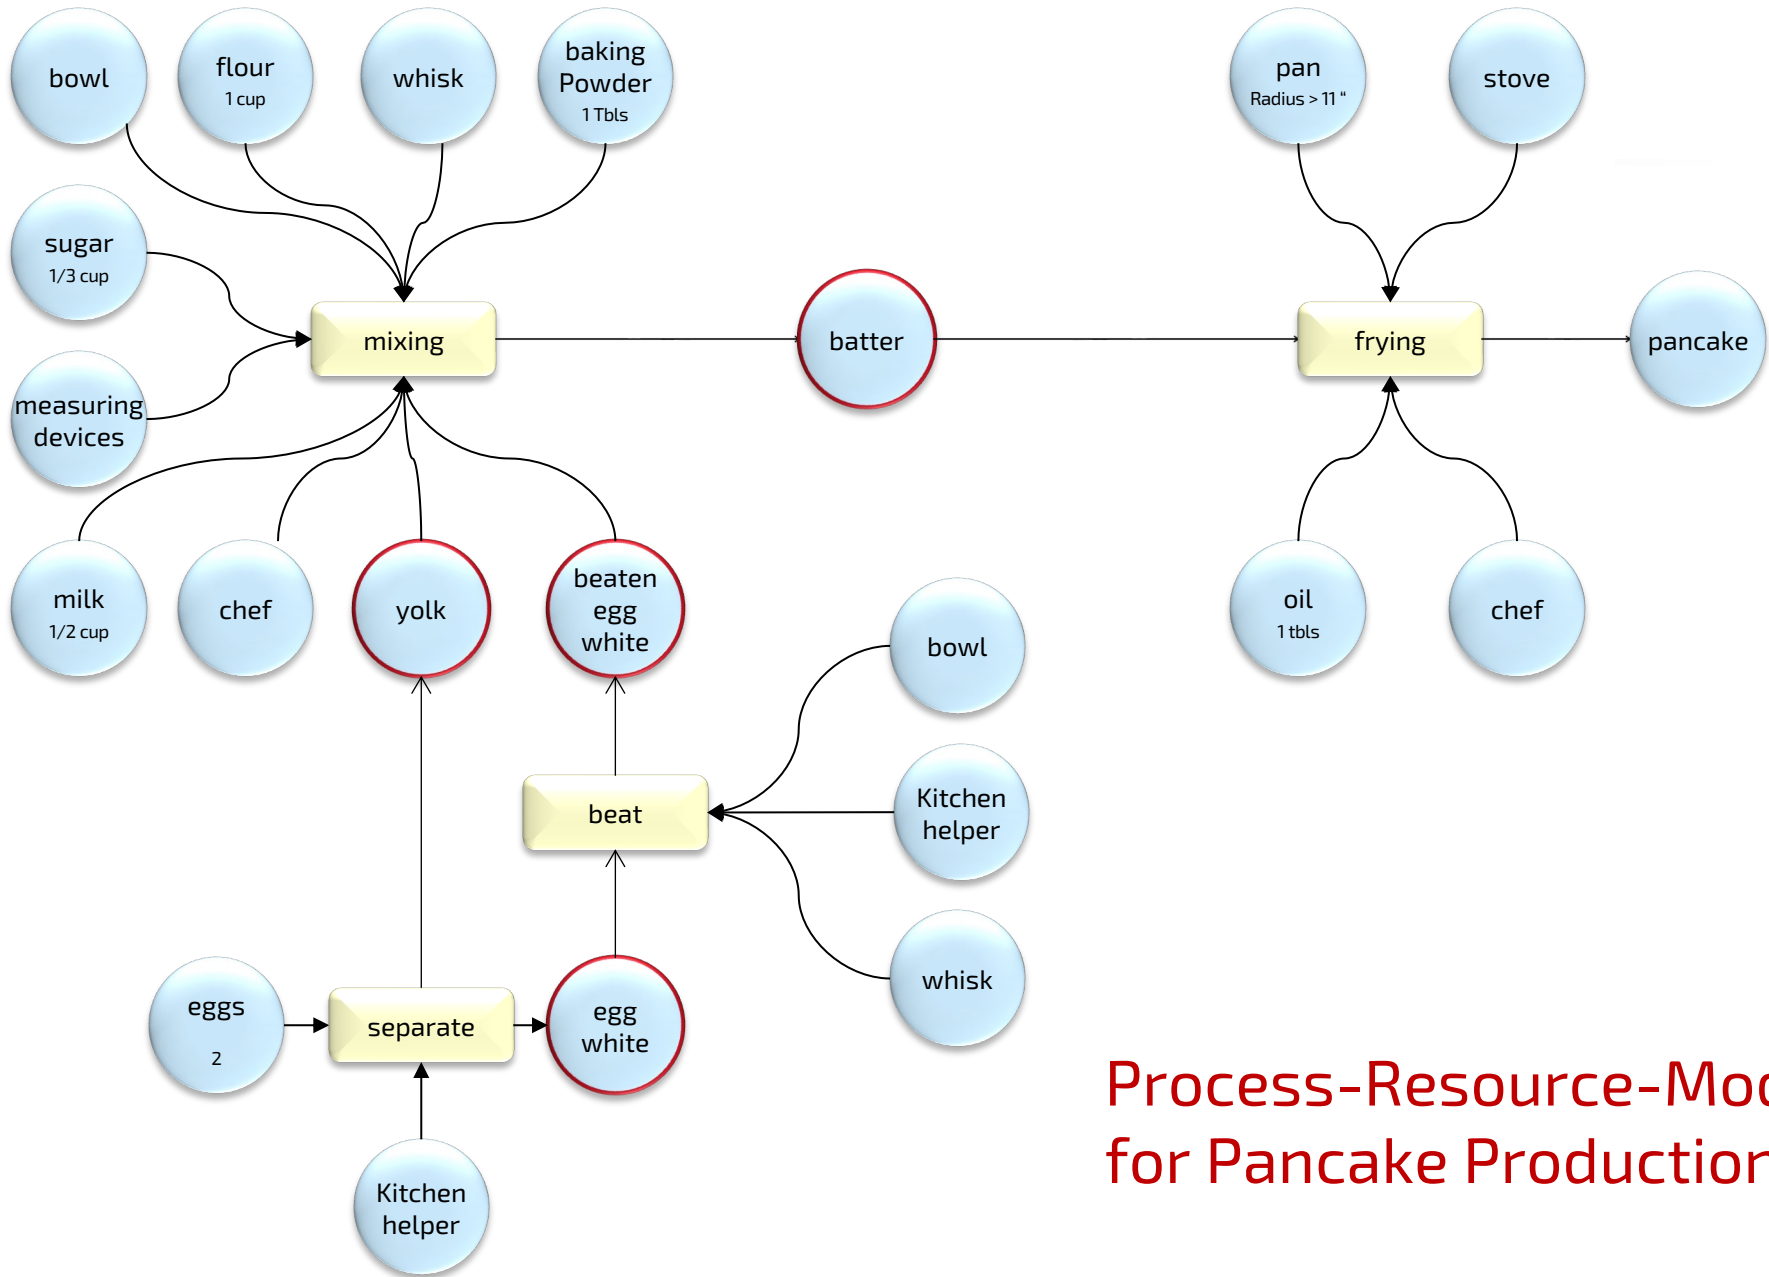 bowl
flour
1 cup
whisk
baking
Powder
1 Tbls
pan
Radius > 11 “
stove
sugar
1/3 cup
mixing
batter
frying
pancake
measuring
devices
milk
1/2 cup
chef
yolk
beaten
egg
white
oil
1 tbls
chef
bowl
Kitchen
helper
beat
whisk
eggs
2
separate
egg
white
Kitchen
helper
Process-Resource-Mo
for Pancake Production